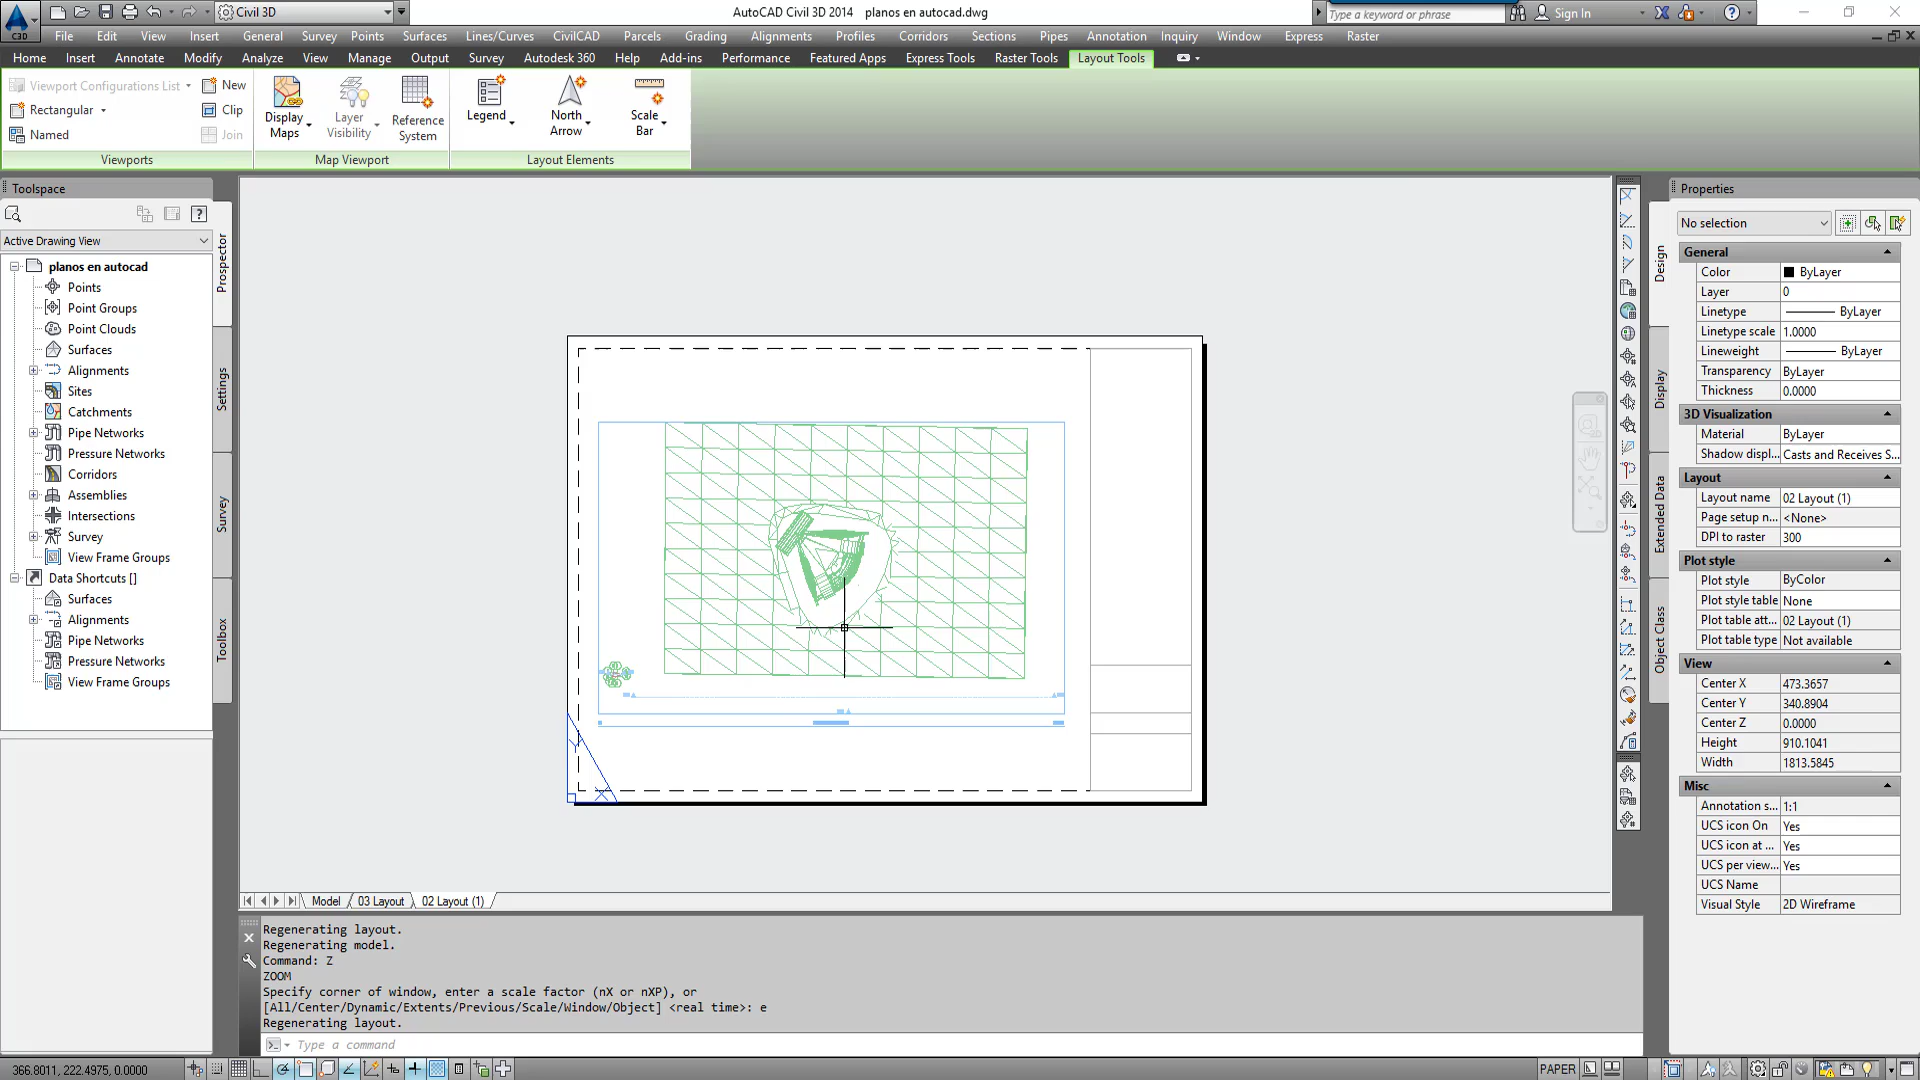 Civil 3D
AutoCAD Civil 3D 2014   planos en autocad.dwg
Type a keyword or phrase
Sign In
C3D
File Edit View Insert General Survey Points Surfaces Lines/Curves CivilCAD Parcels Grading Alignments Profiles Corridors Sections Pipes Annotation Inquiry Window Express Raster
Home Insert Annotate Modify Analyze View Manage Output Survey Autodesk 360 Help Add-ins Performance Featured Apps Express Tools Raster Tools Layout Tools
Viewport Configurations List
New
Rectangular
Clip
Named
Join
Display Maps
Layer Visibility
Reference System
Legend
North Arrow
Scale Bar
Viewports
Map Viewport
Layout Elements
Toolspace
Active Drawing View
planos en autocad
Points
Point Groups
Point Clouds
Surfaces
Alignments
Sites
Catchments
Pipe Networks
Pressure Networks
Corridors
Assemblies
Intersections
Survey
View Frame Groups
Data Shortcuts []
Surfaces
Alignments
Pipe Networks
Pressure Networks
View Frame Groups
Prospector
Settings
Survey
Toolbox
Y
X
Model
03 Layout
02 Layout (1)
Regenerating layout.
Regenerating model.
Command: Z
ZOOM
Specify corner of window, enter a scale factor (nX or nXP), or
[All/Center/Dynamic/Extents/Previous/Scale/Window/Object] <real time>: e
Regenerating layout.
Type a command
366.8011, 222.4975, 0.0000
PAPER
Properties
No selection
Design
Display
Extended Data
Object Class
General
Color ByLayer
Layer 0
Linetype ByLayer
Linetype scale 1.0000
Lineweight ByLayer
Transparency ByLayer
Thickness 0.0000
3D Visualization
Material ByLayer
Shadow displ... Casts and Receives S...
Layout
Layout name 02 Layout (1)
Page setup n... <None>
DPI to raster 300
Plot style
Plot style ByColor
Plot style table None
Plot table att... 02 Layout (1)
Plot table type Not available
View
Center X 473.3657
Center Y 340.8904
Center Z 0.0000
Height 910.1041
Width 1813.5845
Misc
Annotation s... 1:1
UCS icon On Yes
UCS icon at ... Yes
UCS per view... Yes
UCS Name
Visual Style 2D Wireframe